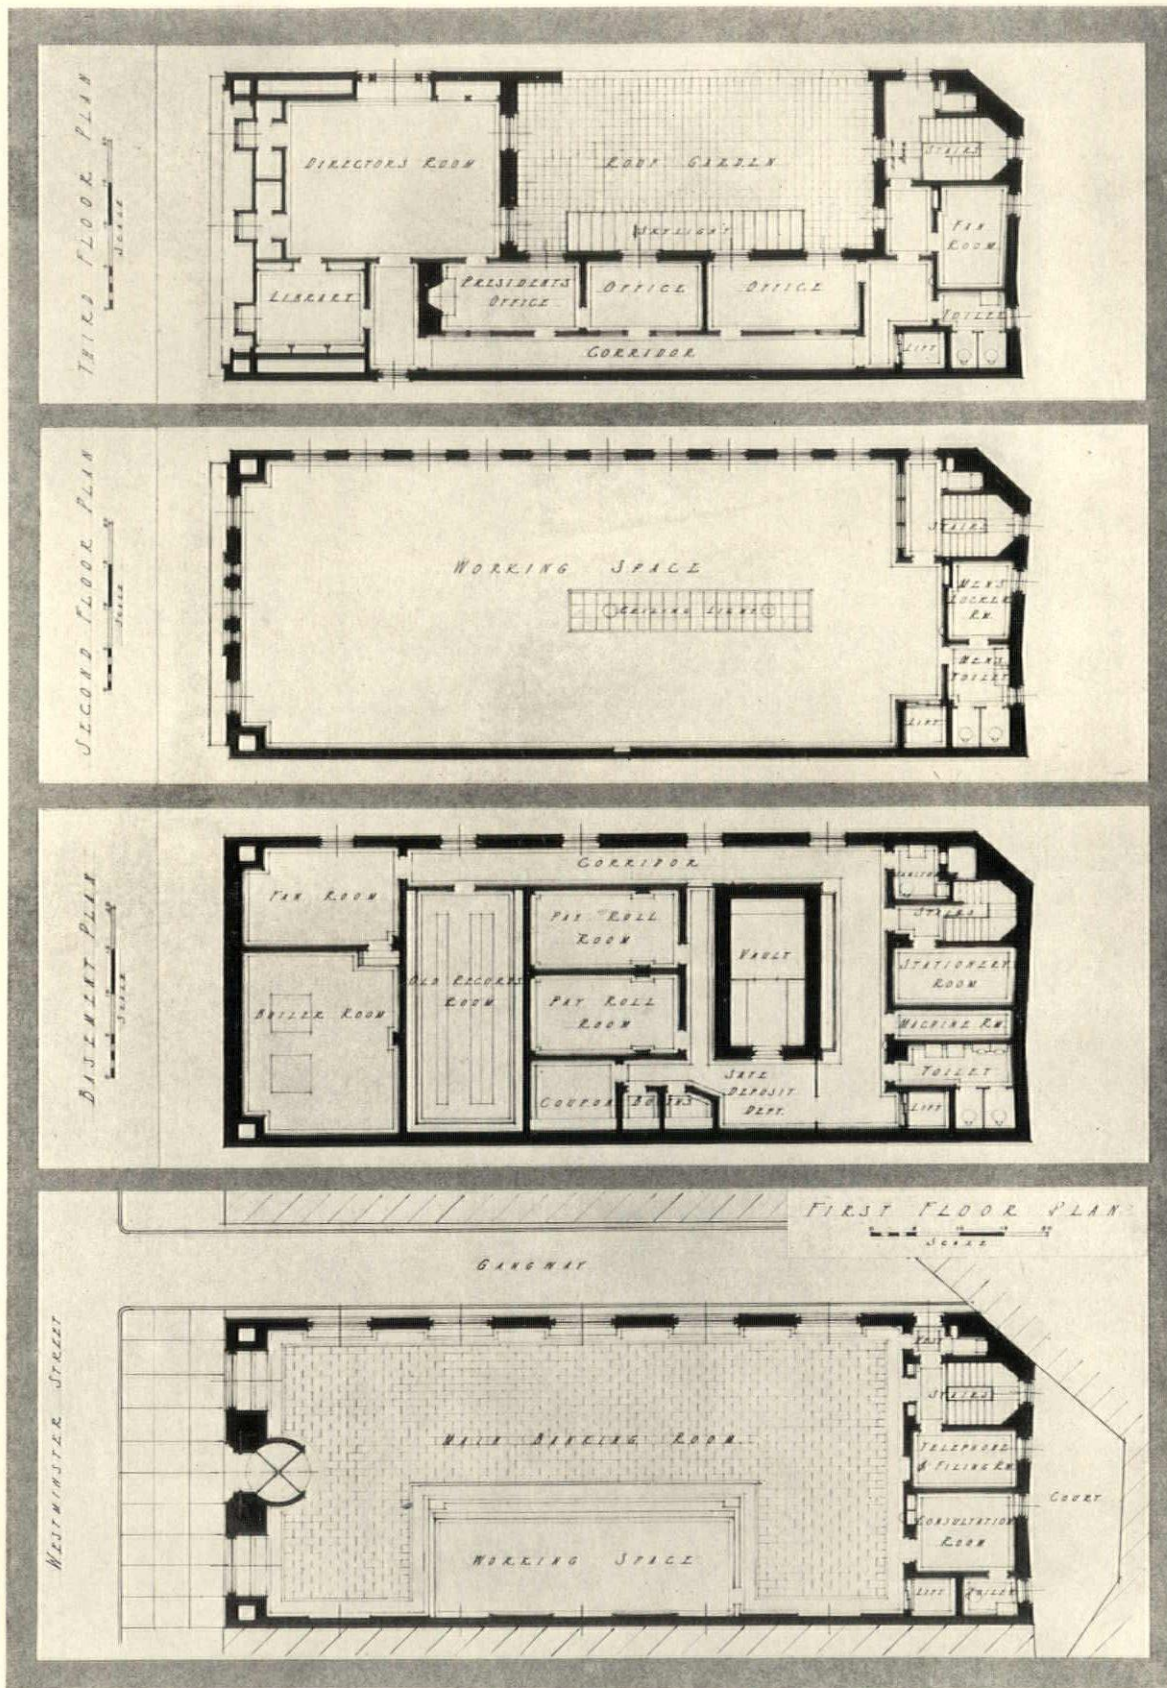 THIRD FLOOR PLAN
SCALE
DIRECTORS ROOM
ROOF GARDEN
STAIRS
SKYLIGHT
FAN
ROOM
LIBRARY
PRESIDENTS
OFFICE
OFFICE
OFFICE
TOILET
CORRIDOR
LIFT
SECOND FLOOR PLAN
SCALE
STAIRS
WORKING SPACE
CEILING LIGHT
MENS
LOCKER
RM.
MENS
TOILET
LIFT
BASEMENT PLAN
SCALE
CORRIDOR
FAN ROOM
JANITOR
PAY ROLL
ROOM
STAIRS
VAULT
STATIONERY
ROOM
OLD RECORDS
ROOM
BOILER ROOM
PAY ROLL
ROOM
MACHINE RM.
TOILET
SAFE
DEPOSIT
DEPT.
COUPON BOOTHS
LIFT
FIRST FLOOR PLAN
SCALE
GANGWAY
WESTMINSTER STREET
VEST
STAIRS
MAIN BANKING ROOM
TELEPHONE
& FILING RM.
COURT
CONSULTATION
ROOM
WORKING SPACE
LIFT
TOILET